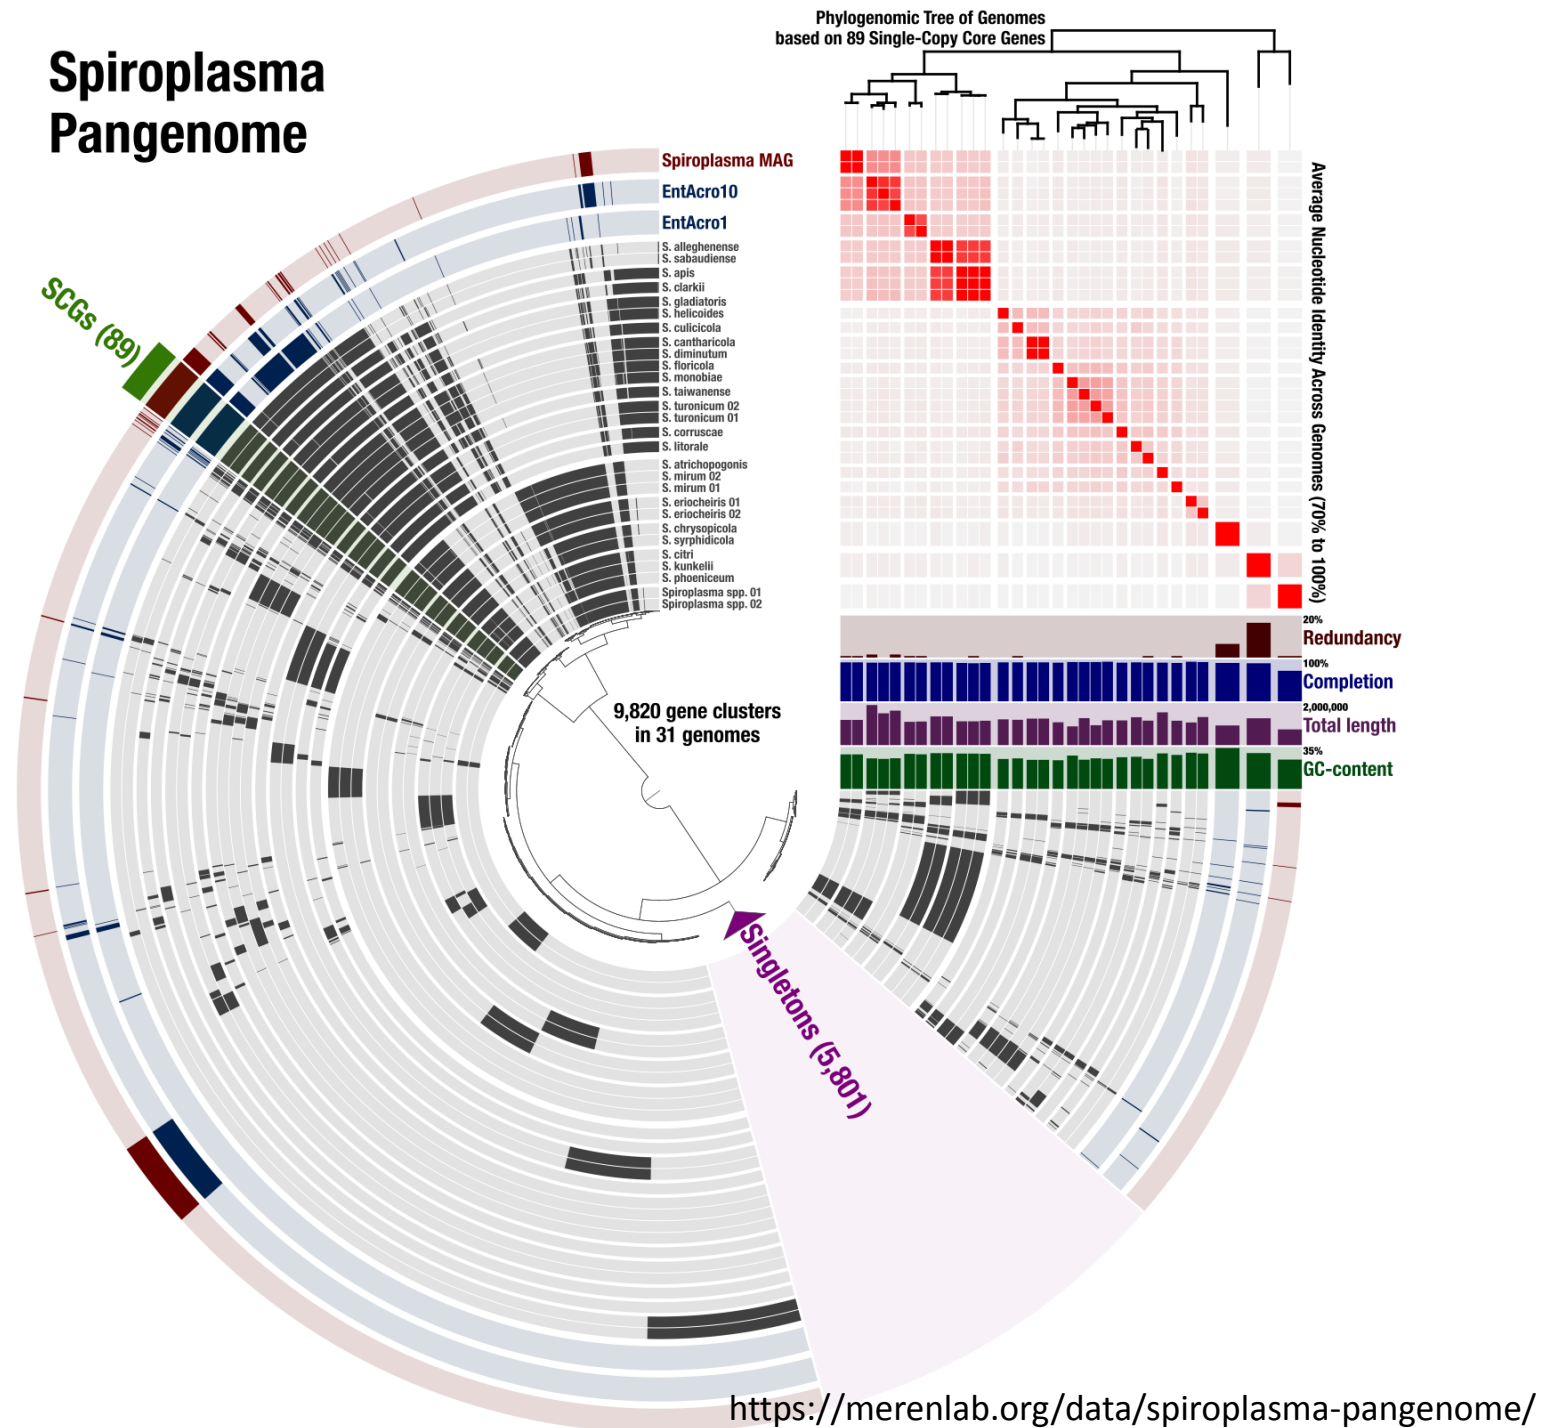 Spiroplasma
Pangenome
Phylogenomic Tree of Genomes
based on 89 Single-Copy Core Genes
Spiroplasma MAG
EntAcro10
EntAcro1
S. alleghenense
S. sabaudiense
S. apis
S. clarkii
S. gladiatoris
S. helicoides
S. culicicola
S. cantharicola
S. diminutum
S. floricola
S. monobiae
S. taiwanense
S. turonicum 02
S. turonicum 01
S. corruscae
S. litorale
S. atrichopogonis
S. mirum 02
S. mirum 01
S. eriocheiris 01
S. eriocheiris 02
S. chrysopicola
S. syrphidicola
S. citri
S. kunkelii
S. phoeniceum
Spiroplasma spp. 01
Spiroplasma spp. 02
SCGs (89)
Average Nucleotide Identity Across Genomes (70% to 100%)
20%
Redundancy
100%
Completion
2,000,000
Total length
35%
GC-content
9,820 gene clusters
in 31 genomes
Singletons (5,801)
https://merenlab.org/data/spiroplasma-pangenome/